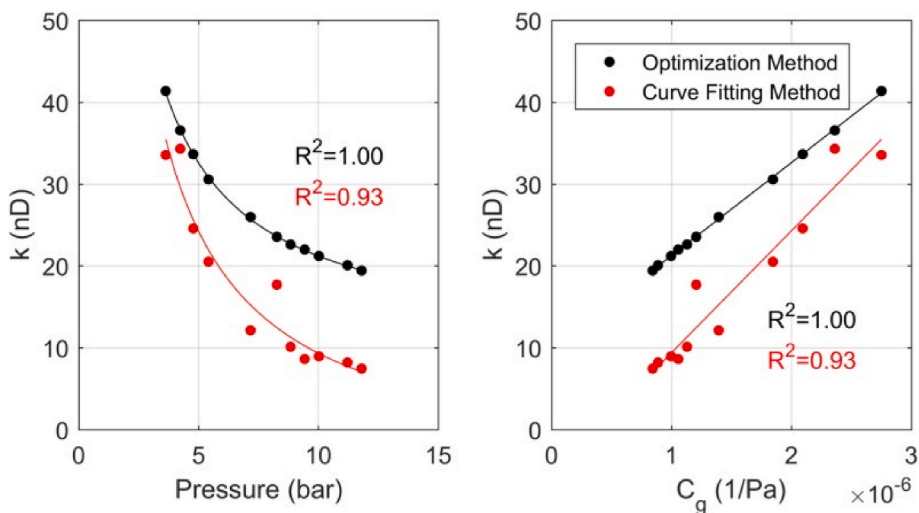 50
40
30
20
10
0
k (nD)
R²=1.00
R²=0.93
0
5
10
15
Pressure (bar)
50
40
30
20
10
0
k (nD)
Optimization Method
Curve Fitting Method
R²=1.00
R²=0.93
0
1
2
3
C_g (1/Pa)
×10⁻⁶